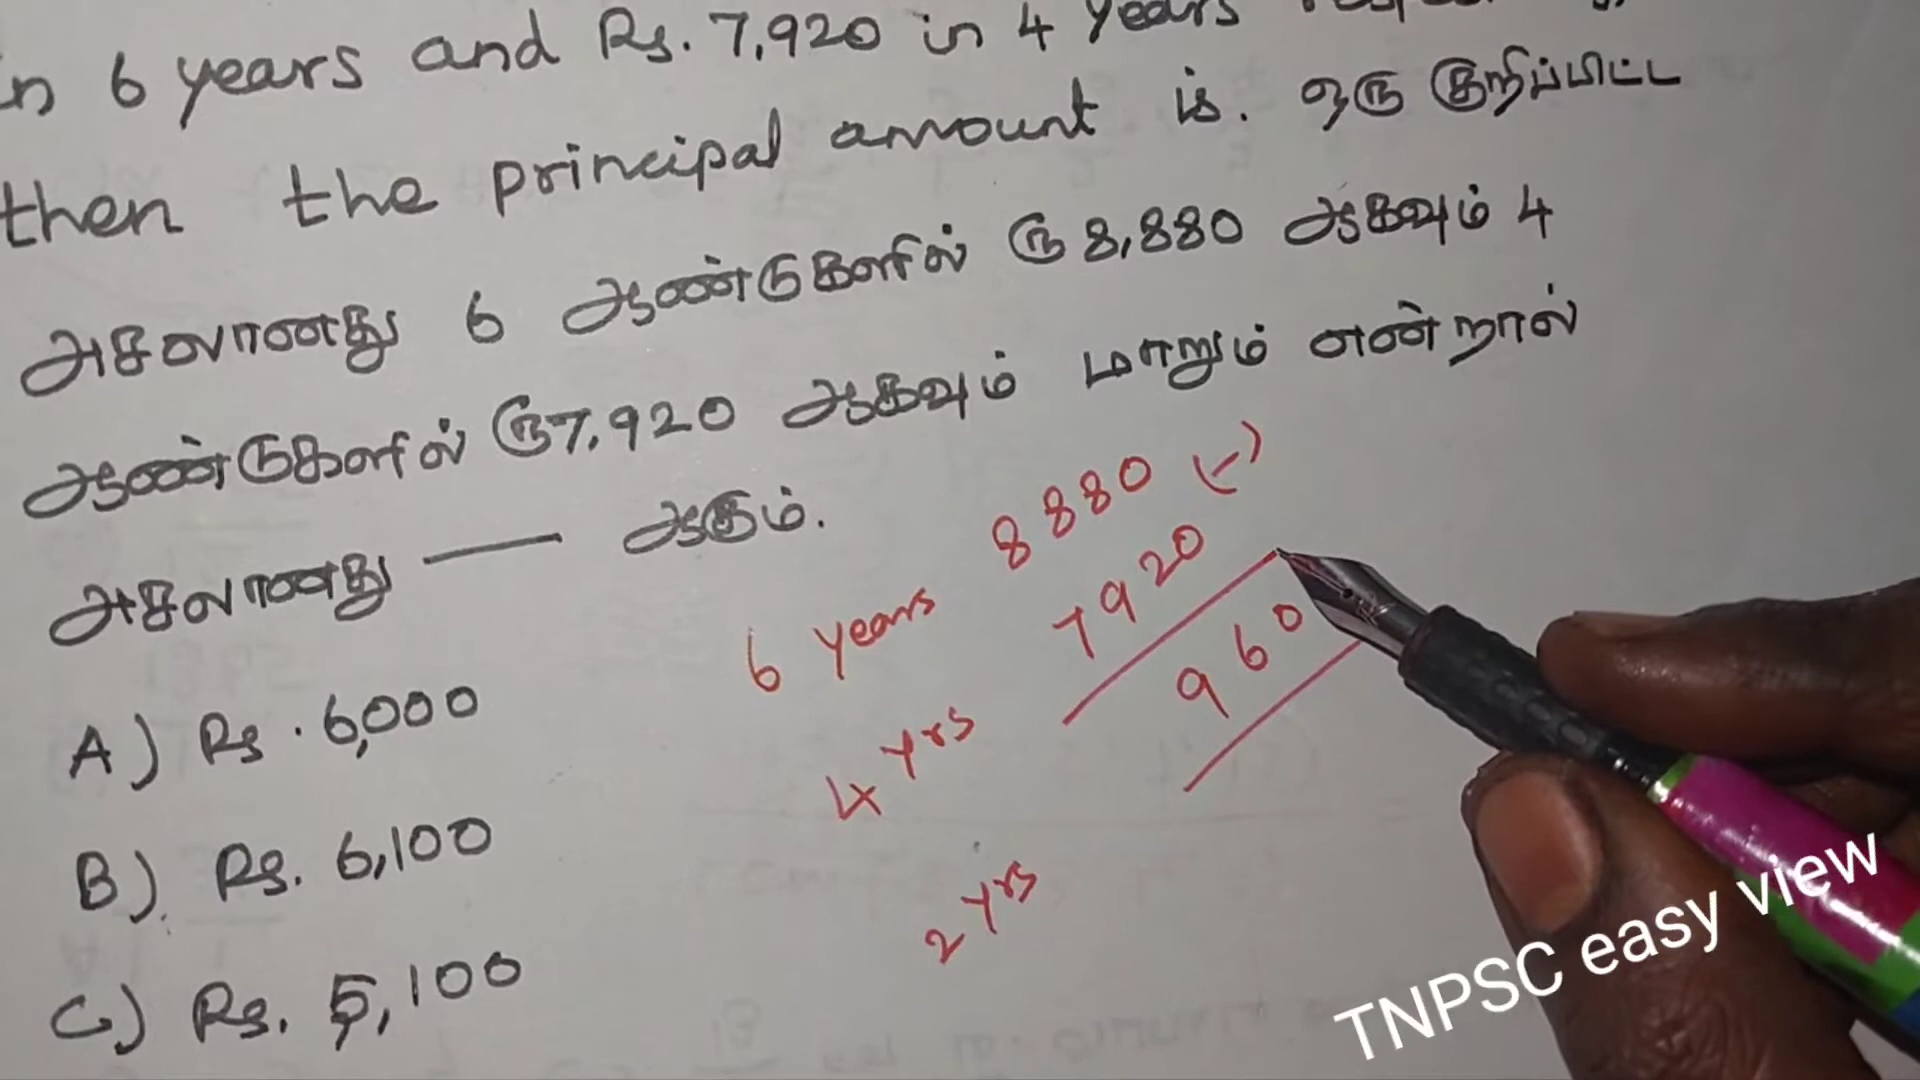 in 6 years and Rs. 7,920 in 4 years
then the principal amount is. ஒரு குறிப்பிட்ட
அசலானது 6 ஆண்டுகளில் ரூ 8,880 ஆகவும் 4
ஆண்டுகளில் ரூ7,920 ஆகவும் மாறும் என்றால்
அசலானது —— ஆகும்.
6 years 8880 (-)
4 yrs 7920
2 yrs 960
A) Rs. 6,000
B) Rs. 6,100
C) Rs. 5,100
TNPSC easy view